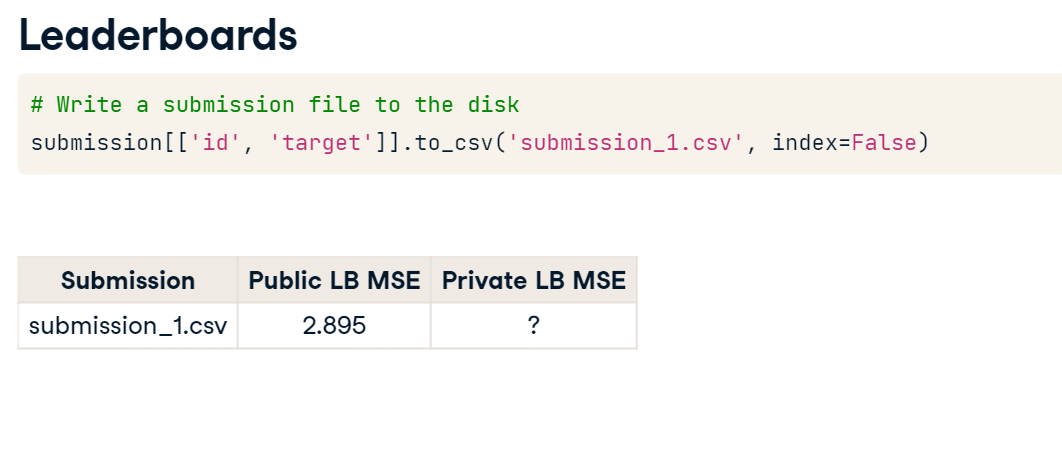 Leaderboards
# Write a submission file to the disk
submission[['id', 'target']].to_csv('submission_1.csv', index=False)
Submission Public LB MSE Private LB MSE
submission_1.csv 2.895 ?